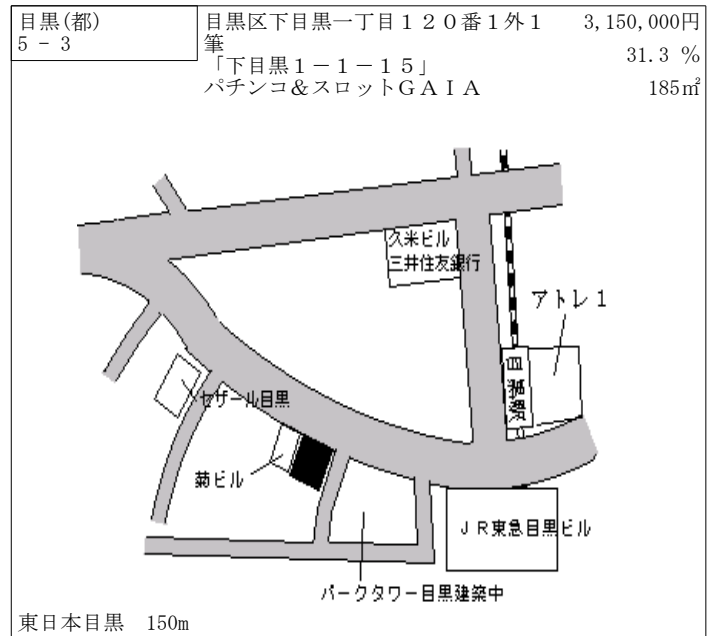 目黒(都)
5 - 3
目黒区下目黒一丁目120番1外1筆
「下目黒1-1-15」
パチンコ&スロットGAIA
3,150,000円
31.3 %
185㎡
久米ビル
三井住友銀行
アトレ1
目黒駅
セザール目黒
菊ビル
JR東急目黒ビル
パークタワー目黒建築中
東日本目黒 150m